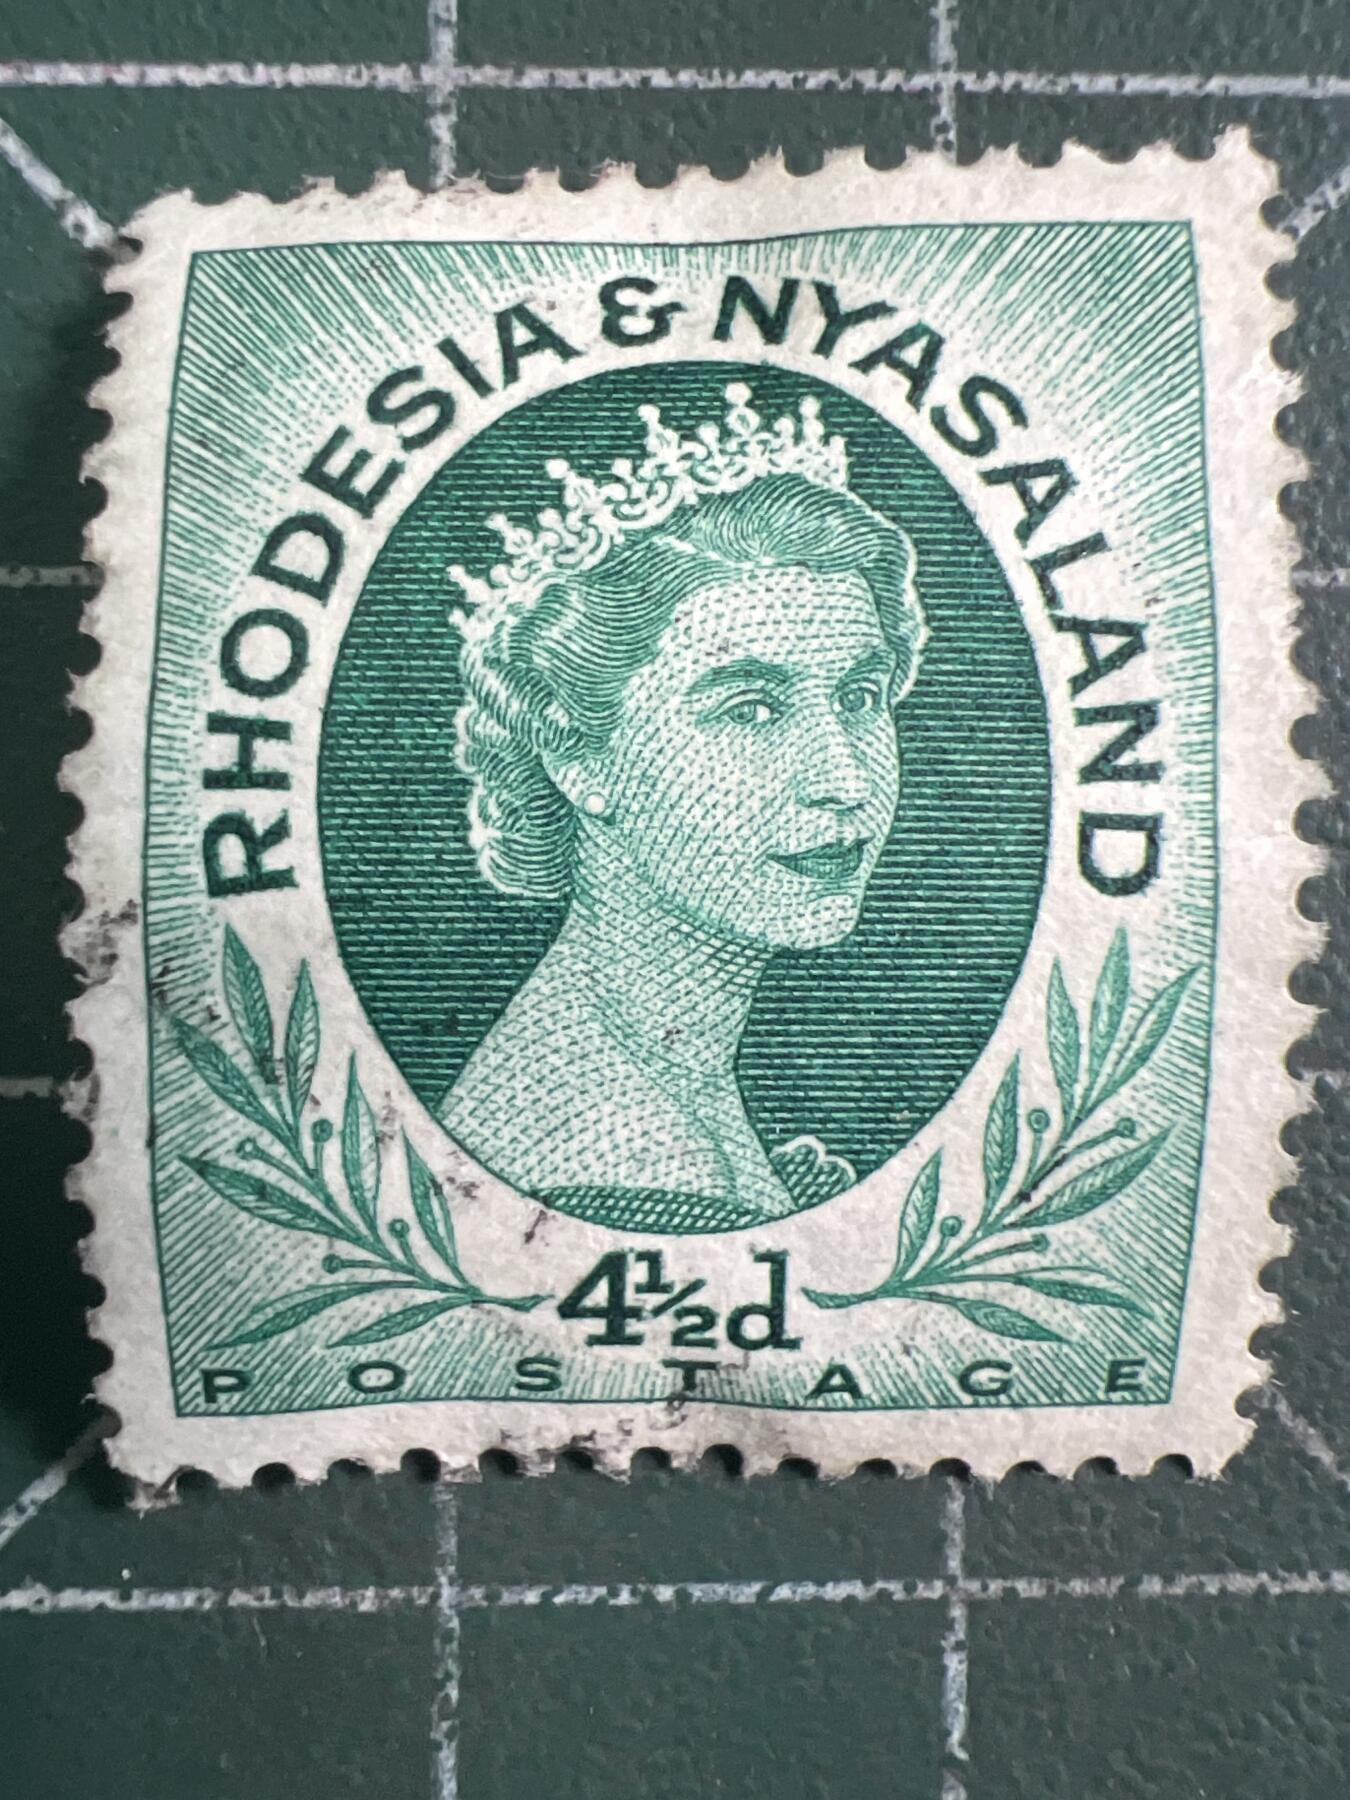 RHODESIA & NYASALAND
4½d
POSTAGE